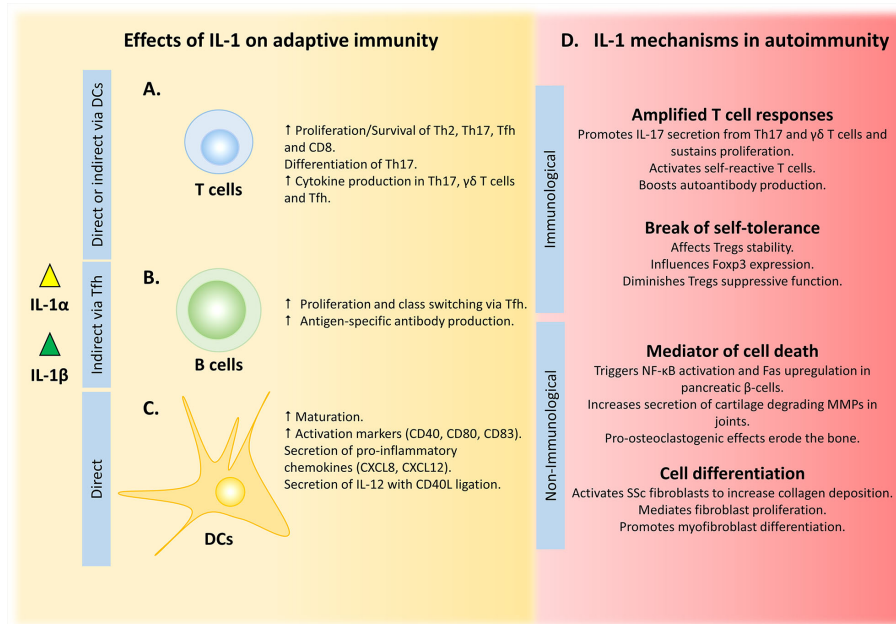 Effects of IL-1 on adaptive immunity
Direct or indirect via DCs
A.
T cells
↑ Proliferation/Survival of Th2, Th17, Tfh
and CD8.
Differentiation of Th17.
↑ Cytokine production in Th17, γδ T cells
and Tfh.
IL-1α
IL-1β
Indirect via Tfh
B.
B cells
↑ Proliferation and class switching via Tfh.
↑ Antigen-specific antibody production.
Direct
C.
DCs
↑ Maturation.
↑ Activation markers (CD40, CD80, CD83).
Secretion of pro-inflammatory
chemokines (CXCL8, CXCL12).
Secretion of IL-12 with CD40L ligation.
D. IL-1 mechanisms in autoimmunity
Immunological
Amplified T cell responses
Promotes IL-17 secretion from Th17 and γδ T cells and
sustains proliferation.
Activates self-reactive T cells.
Boosts autoantibody production.
Break of self-tolerance
Affects Tregs stability.
Influences Foxp3 expression.
Diminishes Tregs suppressive function.
Non-Immunological
Mediator of cell death
Triggers NF-κB activation and Fas upregulation in
pancreatic β-cells.
Increases secretion of cartilage degrading MMPs in
joints.
Pro-osteoclastogenic effects erode the bone.
Cell differentiation
Activates SSc fibroblasts to increase collagen deposition.
Mediates fibroblast proliferation.
Promotes myofibroblast differentiation.